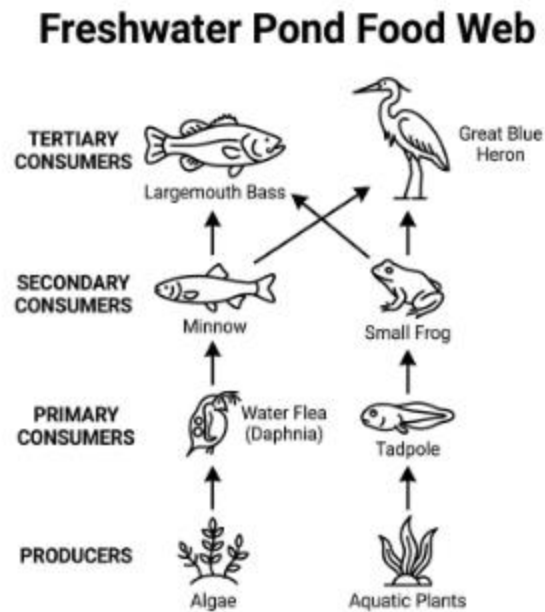 Freshwater Pond Food Web
TERTIARY
CONSUMERS
Largemouth Bass
Great Blue
Heron
SECONDARY
CONSUMERS
Minnow
Small Frog
PRIMARY
CONSUMERS
Water Flea
(Daphnia)
Tadpole
PRODUCERS
Algae
Aquatic Plants